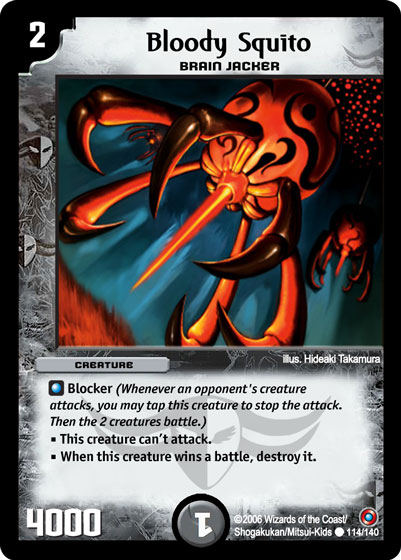 2
Bloody Squito
BRAIN JACKER
illus. Hideaki Takamura
CREATURE
Blocker (Whenever an opponent's creature
attacks, you may tap this creature to stop the attack.
Then the 2 creatures battle.)
▪ This creature can't attack.
▪ When this creature wins a battle, destroy it.
4000
1
©2006 Wizards of the Coast/
Shogakukan/Mitsui-Kids ● 114/140